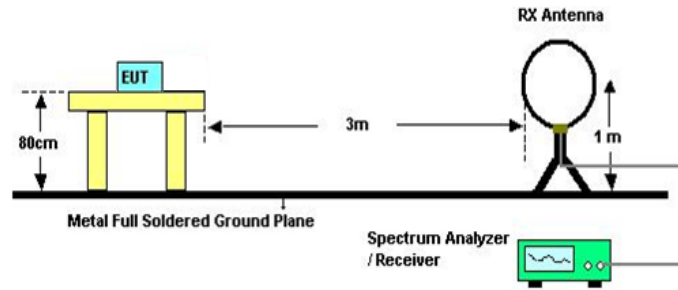 RX Antenna
EUT
80cm
3m
1 m
Metal Full Soldered Ground Plane
Spectrum Analyzer
/ Receiver